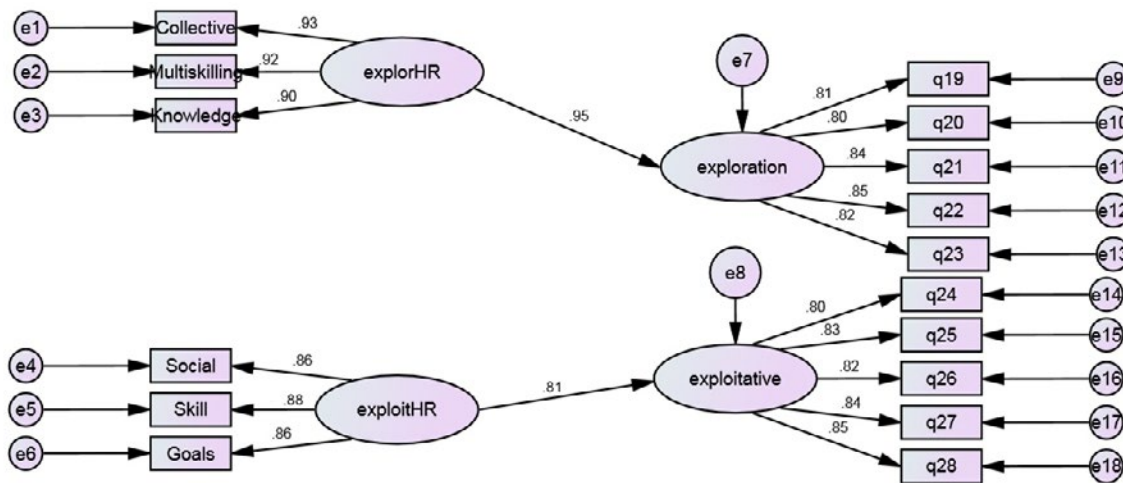 e1
Collective
.93
e2
Multiskilling
.92
explorHR
e3
Knowledge
.90
e7
.95
exploration
.81
q19
e9
.80
q20
e10
.84
q21
e11
.85
q22
e12
.82
q23
e13
e8
e4
Social
.86
e5
Skill
.88
exploitHR
e6
Goals
.86
.81
exploitative
.80
q24
e14
.83
q25
e15
.82
q26
e16
.84
q27
e17
.85
q28
e18